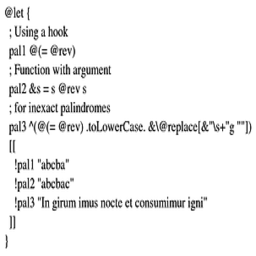 @let {
; Using a hook
pal1 @(= @rev)
; Function with argument
pal2 &s = s @rev s
; for inexact palindromes
pal3 ^(@(= @rev) .toLowerCase. &\@replace[&"\s+"g ""])
[[
!pal1 "abcba"
!pal2 "abcbac"
!pal3 "In girum imus nocte et consumimur igni"
]]
}